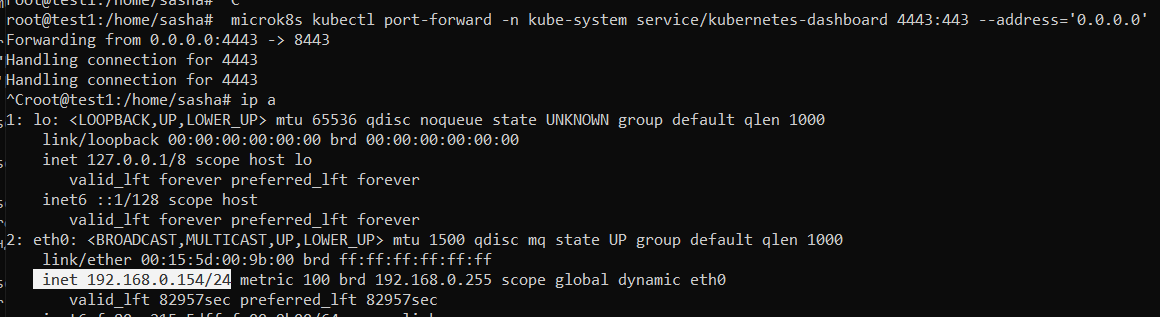 root@test1:/home/sasha# ^C
root@test1:/home/sasha#  microk8s kubectl port-forward -n kube-system service/kubernetes-dashboard 4443:443 --address='0.0.0.0'
Forwarding from 0.0.0.0:4443 -> 8443
Handling connection for 4443
Handling connection for 4443
^Croot@test1:/home/sasha# ip a
1: lo: <LOOPBACK,UP,LOWER_UP> mtu 65536 qdisc noqueue state UNKNOWN group default qlen 1000
    link/loopback 00:00:00:00:00:00 brd 00:00:00:00:00:00
    inet 127.0.0.1/8 scope host lo
       valid_lft forever preferred_lft forever
    inet6 ::1/128 scope host
       valid_lft forever preferred_lft forever
2: eth0: <BROADCAST,MULTICAST,UP,LOWER_UP> mtu 1500 qdisc mq state UP group default qlen 1000
    link/ether 00:15:5d:00:9b:00 brd ff:ff:ff:ff:ff:ff
    inet 192.168.0.154/24 metric 100 brd 192.168.0.255 scope global dynamic eth0
       valid_lft 82957sec preferred_lft 82957sec